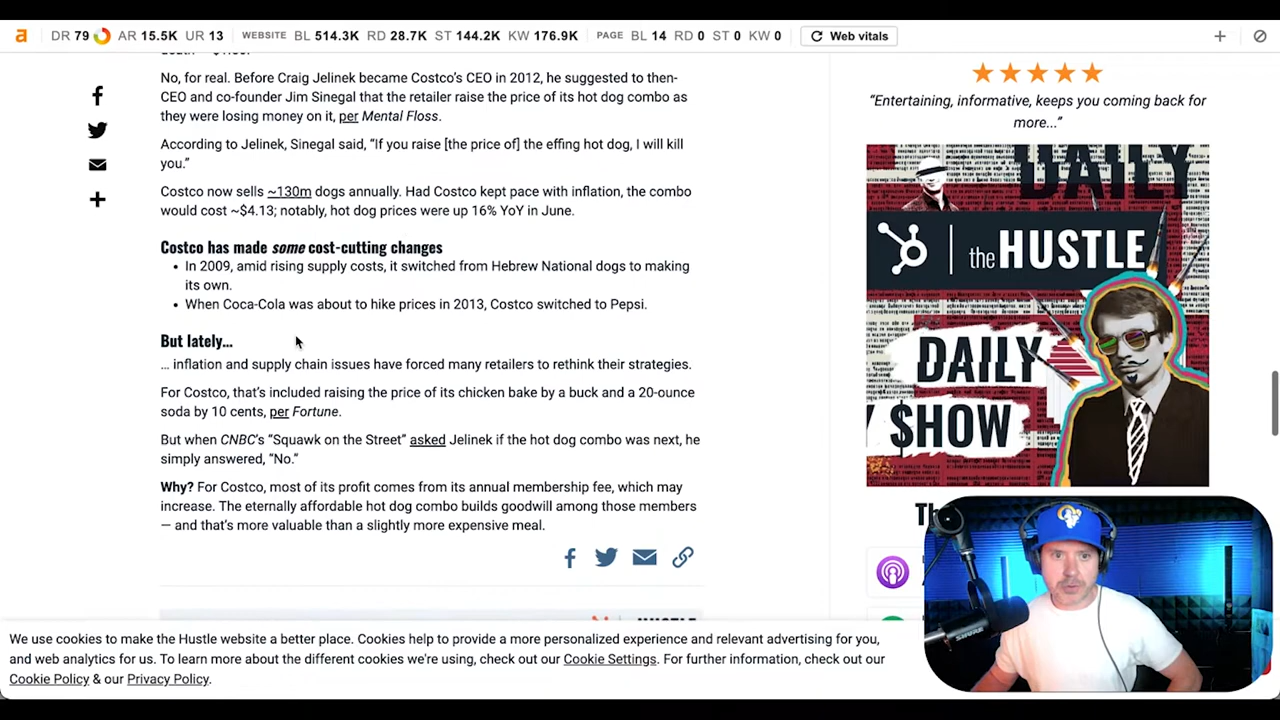 a DR 79 AR 15.5K UR 13 WEBSITE BL 514.3K RD 28.7K ST 144.2K KW 176.9K PAGE BL 14 RD 0 ST 0 KW 0 Web vitals
No, for real. Before Craig Jelinek became Costco's CEO in 2012, he suggested to then-
CEO and co-founder Jim Sinegal that the retailer raise the price of its hot dog combo as
they were losing money on it, per Mental Floss.
According to Jelinek, Sinegal said, "If you raise [the price of] the effing hot dog, I will kill
you."
Costco now sells ~130m dogs annually. Had Costco kept pace with inflation, the combo
would cost ~$4.13; notably, hot dog prices were up 16% YoY in June.
Costco has made some cost-cutting changes
• In 2009, amid rising supply costs, it switched from Hebrew National dogs to making
its own.
• When Coca-Cola would not take prices in 2013, Costco switched to Pepsi.
But lately…
… inflation and supply chain issues have forced many retailers to rethink their strategies.
For Costco, that's included raising the price of its chicken bake by a buck and a 20-ounce
soda by 10 cents, per Fortune.
But when CNBC's "Squawk on the Street" asked Jelinek if the hot dog combo was next, he
simply answered, "No."
Why? For Costco, most of its profit comes from its annual membership fee, which may
increase. The eternally affordable hot dog combo builds goodwill among those members
— and that's more valuable than a slightly more expensive meal.
"Entertaining, informative, keeps you coming back for
more..."
DAILY
the HUSTLE
DAILY
$HOW
SHURE
We use cookies to make the Hustle website a better place. Cookies help to provide a more personalized experience and relevant advertising for you,
and web analytics for us. To learn more about the different cookies we're using, check out our Cookie Settings. For further information, check out our
Cookie Policy & our Privacy Policy.